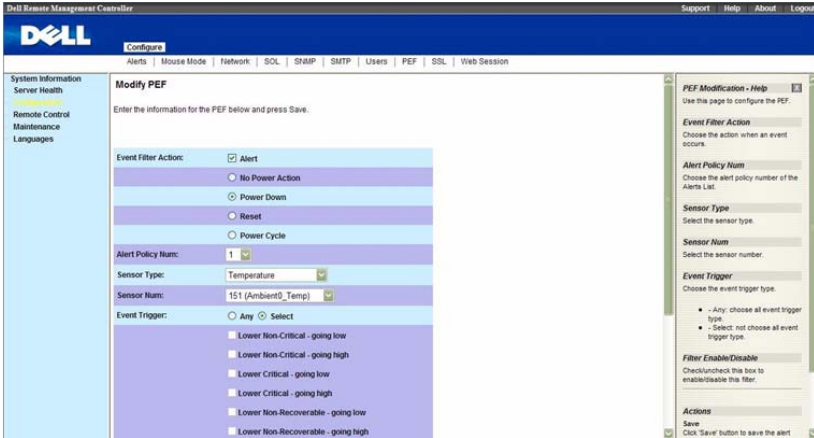 Dell Remote Management Controller
Support | Help | About | Logout
DELL
Configure
Alerts | Mouse Mode | Network | SOL | SNMP | SMTP | Users | PEF | SSL | Web Session
System Information
Server Health
Remote Control
Maintenance
Languages
Modify PEF
Enter the information for the PEF below and press Save.
Event Filter Action:
Alert
No Power Action
Power Down
Reset
Power Cycle
Alert Policy Num:
1
Sensor Type:
Temperature
Sensor Num:
151 (Ambient0_Temp)
Event Trigger:
Any
Select
Lower Non-Critical - going low
Lower Non-Critical - going high
Lower Critical - going low
Lower Critical - going high
Lower Non-Recoverable - going low
Lower Non-Recoverable - going high
PEF Modification - Help X
Use this page to configure the PEF.
Event Filter Action
Choose the action when an event
occurs.
Alert Policy Num
Choose the alert policy number of the
Alerts List.
Sensor Type
Select the sensor type.
Sensor Num
Select the sensor number.
Event Trigger
Choose the event trigger type.
- Any: choose all event trigger
type.
- Select: not choose all event
trigger type.
Filter Enable/Disable
Check/uncheck this box to
enable/disable this filter.
Actions
Save
Click 'Save' button to save the alert